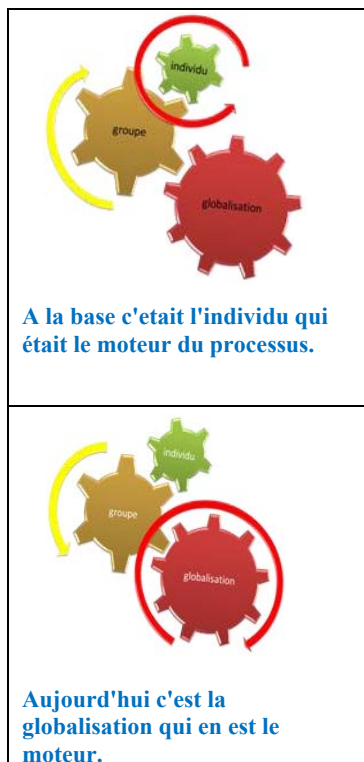 individu
groupe
globalisation
A la base c'etait l'individu qui
était le moteur du processus.
individu
groupe
globalisation
Aujourd'hui c'est la
globalisation qui en est le
moteur.